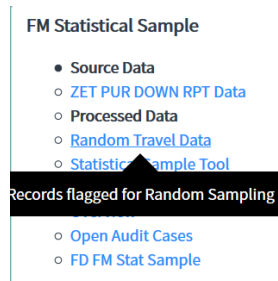 FM Statistical Sample
Source Data
ZET PUR DOWN RPT Data
Processed Data
Random Travel Data
Statistical Sample Tool
Records flagged for Random Sampling
Open Audit Cases
FD FM Stat Sample